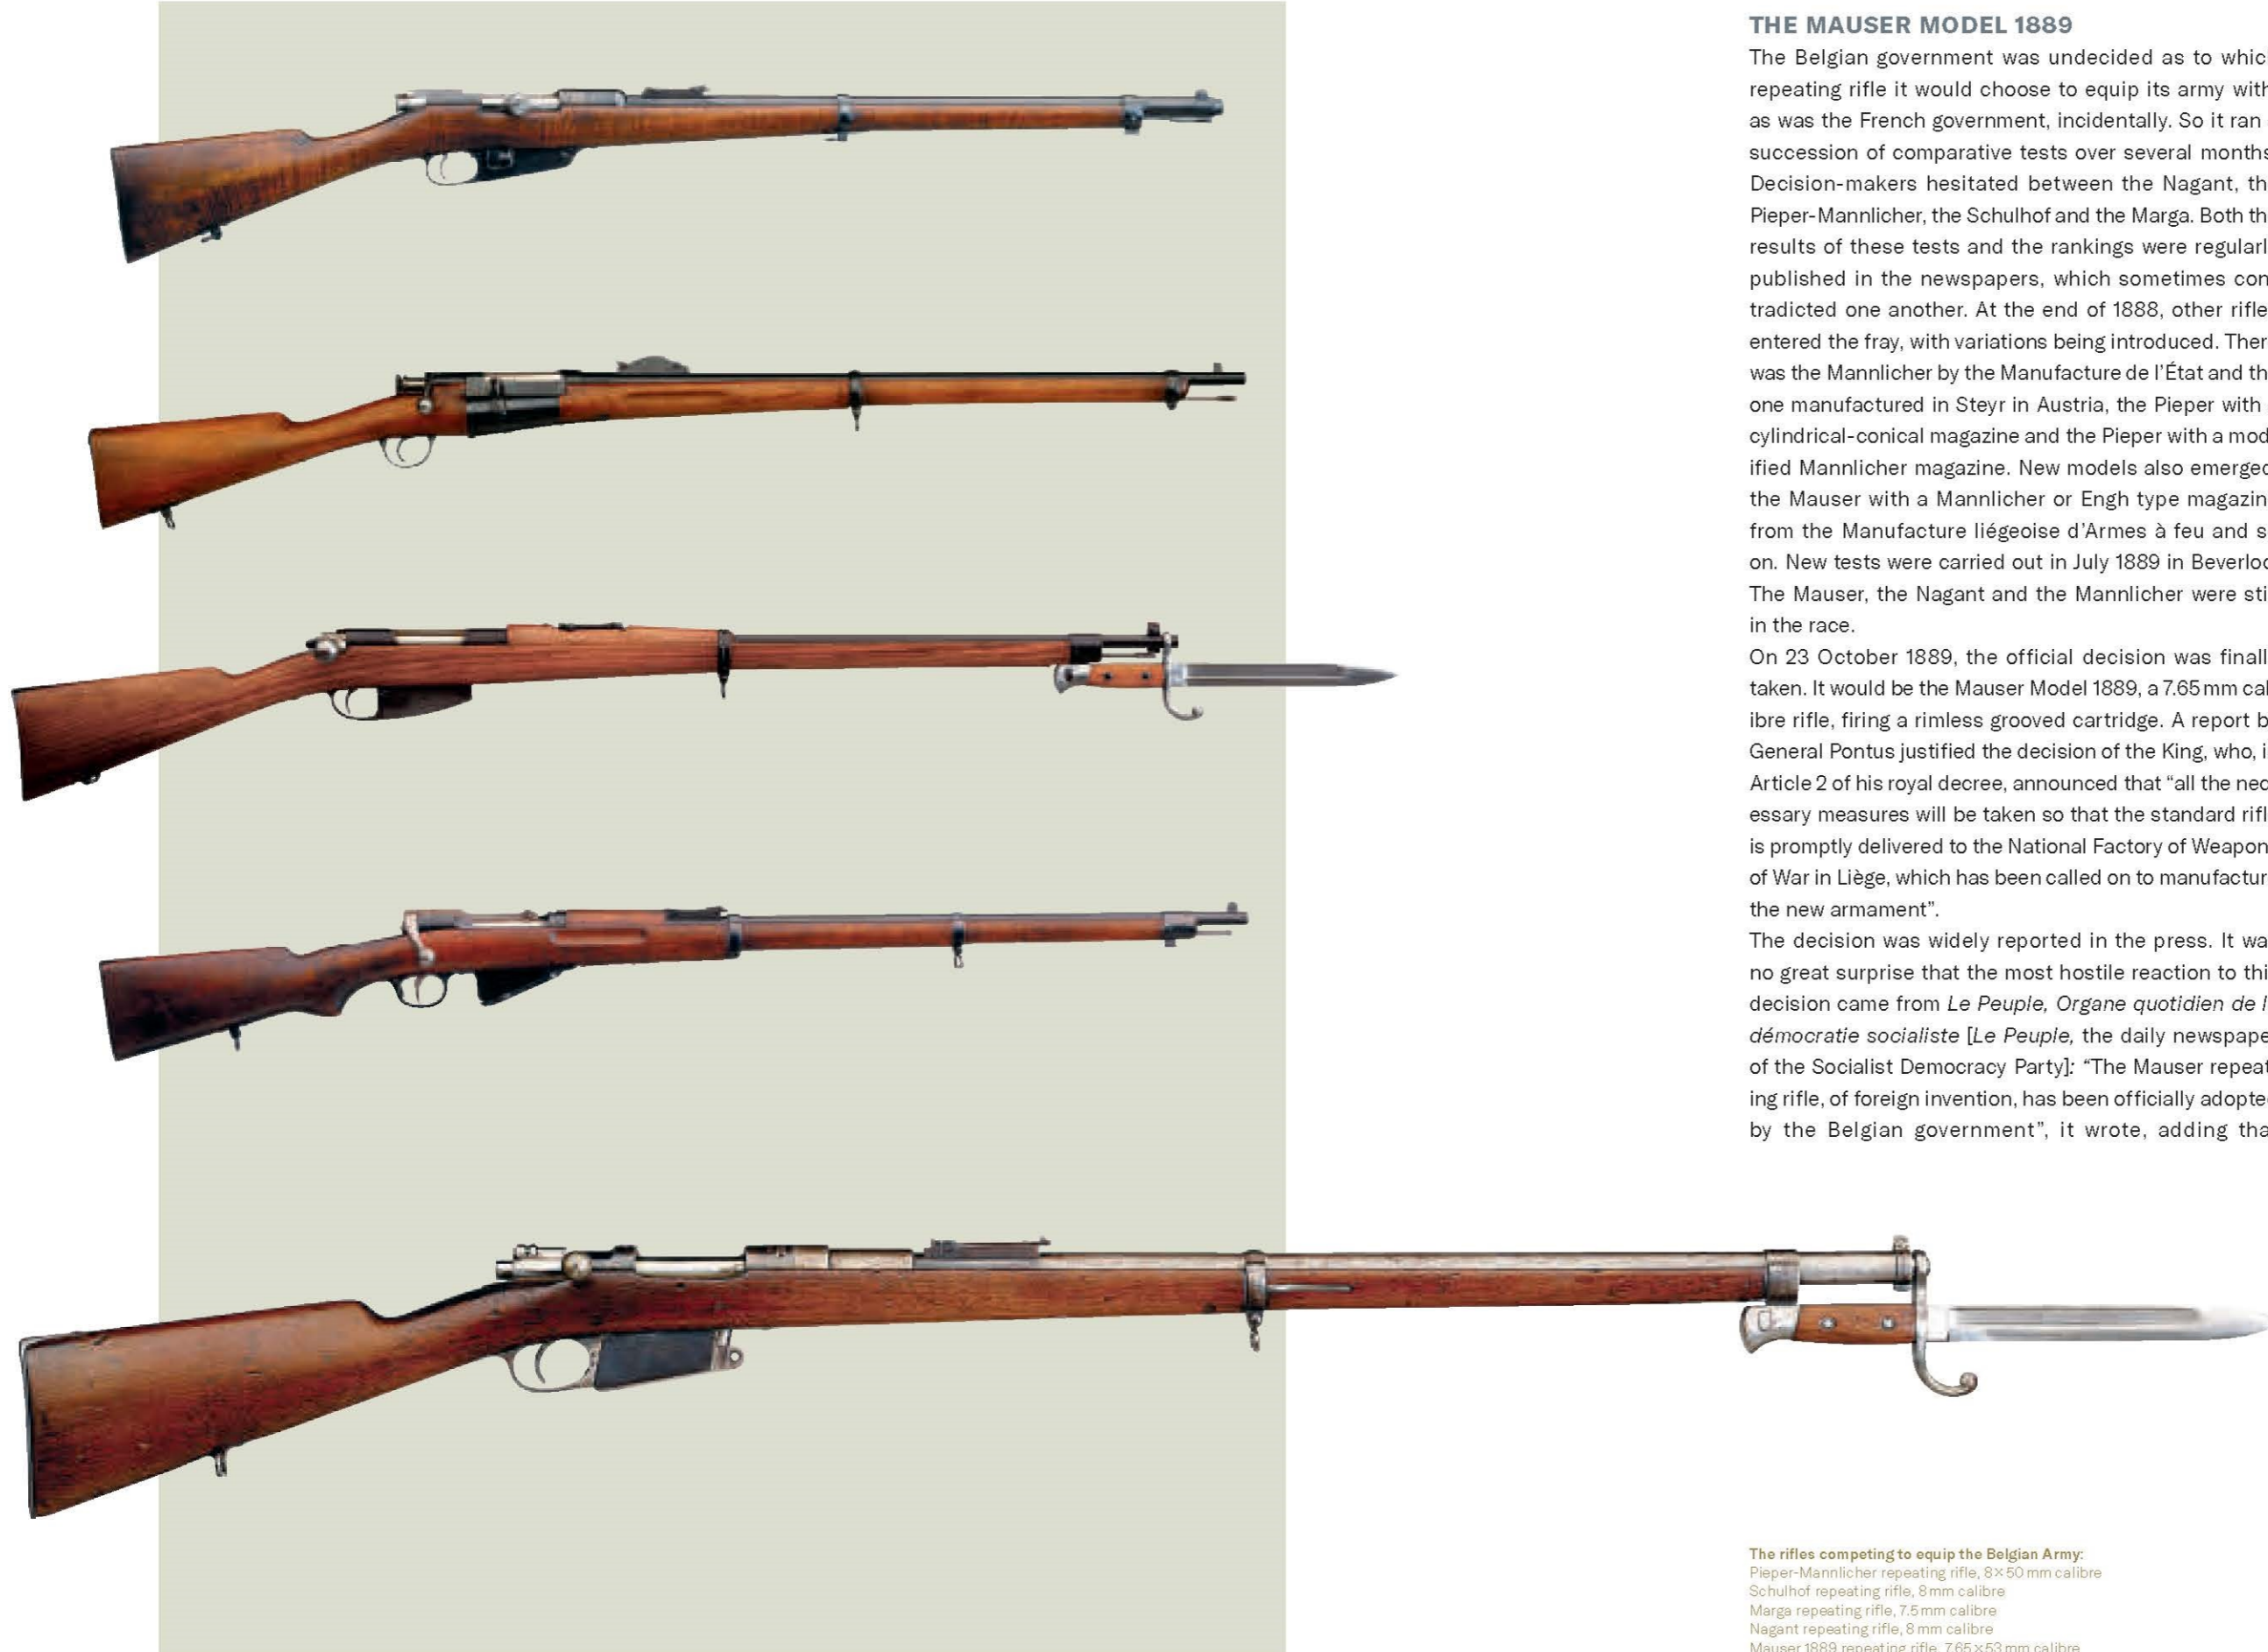 THE MAUSER MODEL 1889
The Belgian government was undecided as to whic
repeating rifle it would choose to equip its army with
as was the French government, incidentally. So it ran
succession of comparative tests over several months
Decision-makers hesitated between the Nagant, th
Pieper-Mannlicher, the Schulhof and the Marga. Both th
results of these tests and the rankings were regularl
published in the newspapers, which sometimes con
tradicted one another. At the end of 1888, other rifle
entered the fray, with variations being introduced. Ther
was the Mannlicher by the Manufacture de l'État and th
one manufactured in Steyr in Austria, the Pieper with
cylindrical-conical magazine and the Pieper with a mod
ified Mannlicher magazine. New models also emerged
the Mauser with a Mannlicher or Engh type magazin
from the Manufacture liégeoise d'Armes à feu and s
on. New tests were carried out in July 1889 in Beverloo
The Mauser, the Nagant and the Mannlicher were sti
in the race.
On 23 October 1889, the official decision was finall
taken. It would be the Mauser Model 1889, a 7.65 mm cal
ibre rifle, firing a rimless grooved cartridge. A report b
General Pontus justified the decision of the King, who, i
Article 2 of his royal decree, announced that “all the nec
essary measures will be taken so that the standard rifl
is promptly delivered to the National Factory of Weapon
of War in Liège, which has been called on to manufactur
the new armament”.
The decision was widely reported in the press. It wa
no great surprise that the most hostile reaction to thi
decision came from Le Peuple, Organe quotidien de l
démocratie socialiste [Le Peuple, the daily newspape
of the Socialist Democracy Party]: “The Mauser repeat
ing rifle, of foreign invention, has been officially adopte
by the Belgian government”, it wrote, adding tha
The rifles competing to equip the Belgian Army:
Pieper-Mannlicher repeating rifle, 8×50 mm calibre
Schulhof repeating rifle, 8 mm calibre
Marga repeating rifle, 7.5 mm calibre
Nagant repeating rifle, 8 mm calibre
Mauser 1889 repeating rifle, 7.65×53 mm calibre